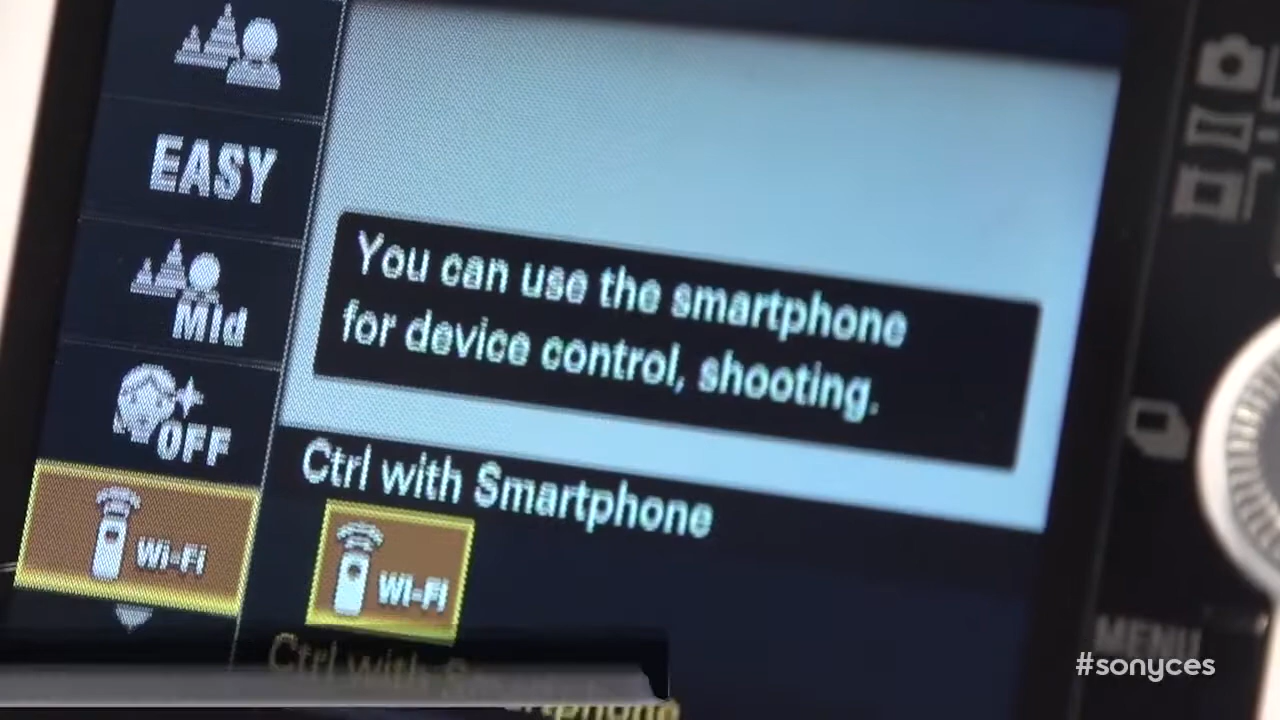 EASY
Mid
OFF
Wi-Fi
You can use the smartphone
for device control, shooting.
Ctrl with Smartphone
Wi-Fi
MENU
#sonyces